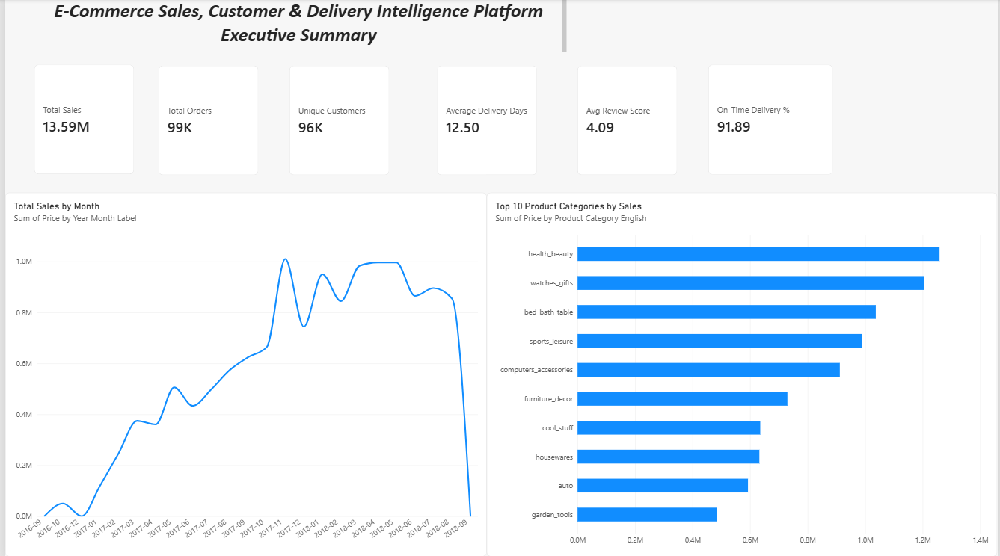 E-Commerce Sales, Customer & Delivery Intelligence Platform
Executive Summary
Total Sales
13.59M
Total Orders
99K
Unique Customers
96K
Average Delivery Days
12.50
Avg Review Score
4.09
On-Time Delivery %
91.89
Total Sales by Month
Sum of Price by Year Month Label
1.0M
0.8M
0.6M
0.4M
0.2M
0.0M
2016-09
2016-10
2016-12
2017-01
2017-02
2017-03
2017-04
2017-05
2017-06
2017-07
2017-08
2017-09
2017-10
2017-11
2017-12
2018-01
2018-02
2018-03
2018-04
2018-05
2018-06
2018-07
2018-08
2018-09
Top 10 Product Categories by Sales
Sum of Price by Product Category English
health_beauty
watches_gifts
bed_bath_table
sports_leisure
computers_accessories
furniture_decor
cool_stuff
housewares
auto
garden_tools
0.0M
0.2M
0.4M
0.6M
0.8M
1.0M
1.2M
1.4M